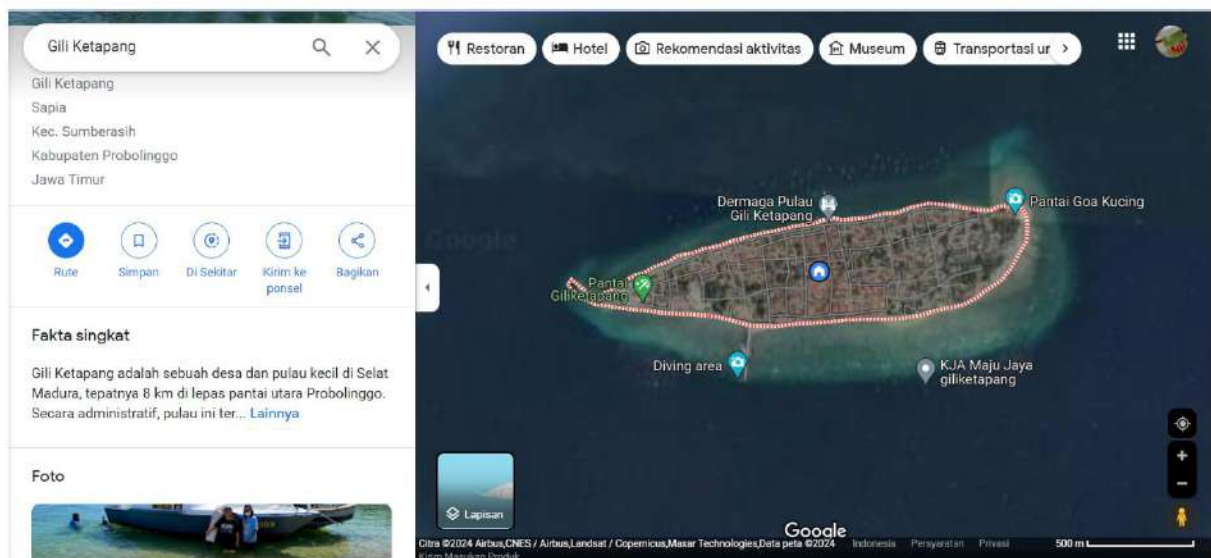 Gili Ketapang
Gili Ketapang
Sapia
Kec. Sumberasih
Kabupaten Probolinggo
Jawa Timur
Rute
Simpan
Di Sekitar
Kirim ke
ponsel
Bagikan
Fakta singkat
Gili Ketapang adalah sebuah desa dan pulau kecil di Selat
Madura, tepatnya 8 km di lepas pantai utara Probolinggo.
Secara administratif, pulau ini ter... Lainnya
Foto
Restoran
Hotel
Rekomendasi aktivitas
Museum
Transportasi ur
Google
Dermaga Pulau
Gili Ketapang
Pantai Goa Kucing
Pantai
Giliketapang
Diving area
KJA Maju Jaya
giliketapang
Lapisan
Google
Citra ©2024 Airbus,CNES / Airbus,Landsat / Copernicus,Maxar Technologies,Data peta ©2024
Indonesia
Persyaratan
Privasi
500 m
Kirim Masukan Produk